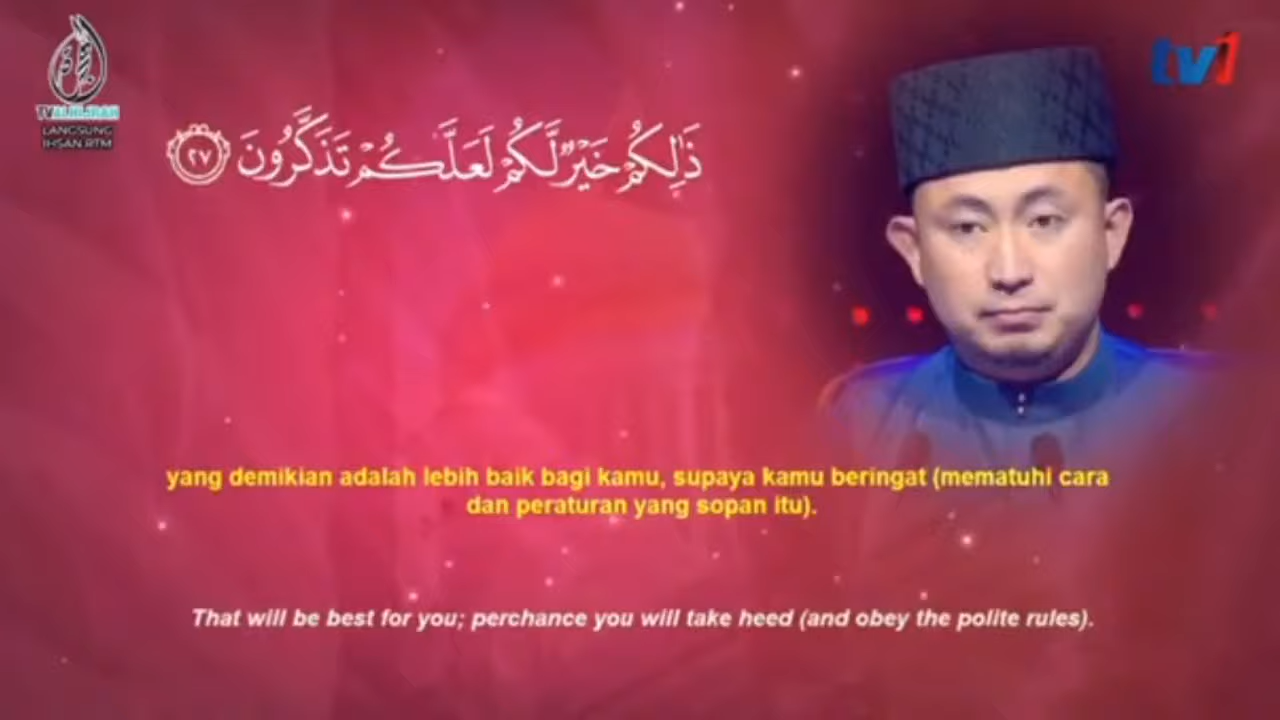 TV ALHIJRAH
LANGSUNG
IHSAN RTM
tv1
ذَٰلِكُمْ خَيْرٌ لَّكُمْ لَعَلَّكُمْ تَذَكَّرُونَ ٢٧
yang demikian adalah lebih baik bagi kamu, supaya kamu beringat (mematuhi cara
dan peraturan yang sopan itu).
That will be best for you; perchance you will take heed (and obey the polite rules).